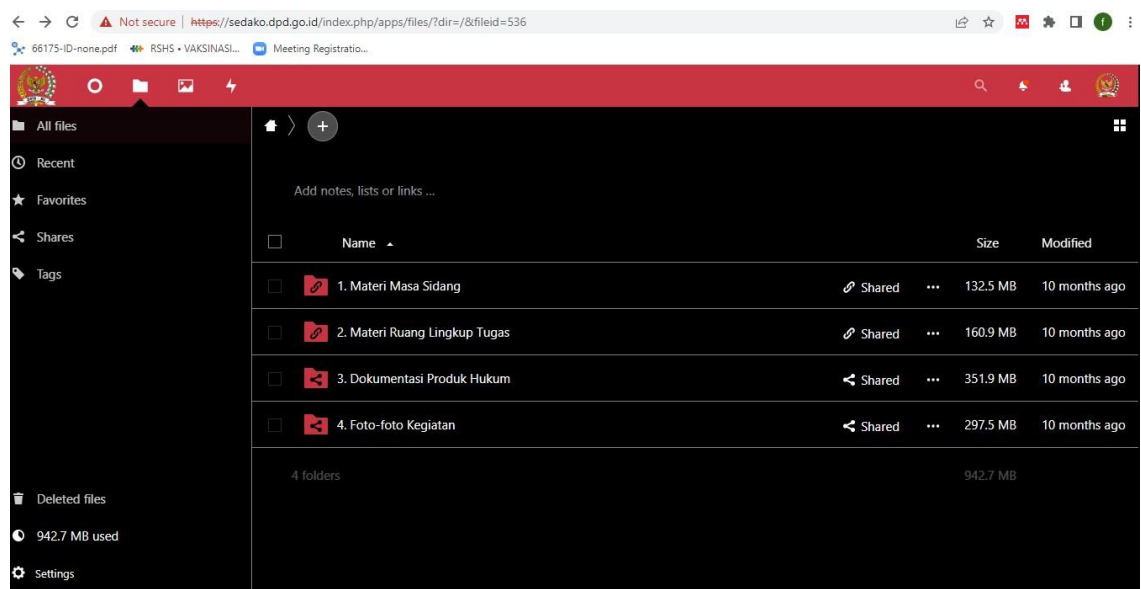 Not secure | https://sedako.dpd.go.id/index.php/apps/files/?dir=/&fileid=536
66175-ID-none.pdf RSHS • VAKSINASI... Meeting Registratio...
All files
Recent
Favorites
Shares
Tags
Add notes, lists or links ...
Name Size Modified
1. Materi Masa Sidang Shared ... 132.5 MB 10 months ago
2. Materi Ruang Lingkup Tugas Shared ... 160.9 MB 10 months ago
3. Dokumentasi Produk Hukum Shared ... 351.9 MB 10 months ago
4. Foto-foto Kegiatan Shared ... 297.5 MB 10 months ago
4 folders 942.7 MB
Deleted files
942.7 MB used
Settings
f